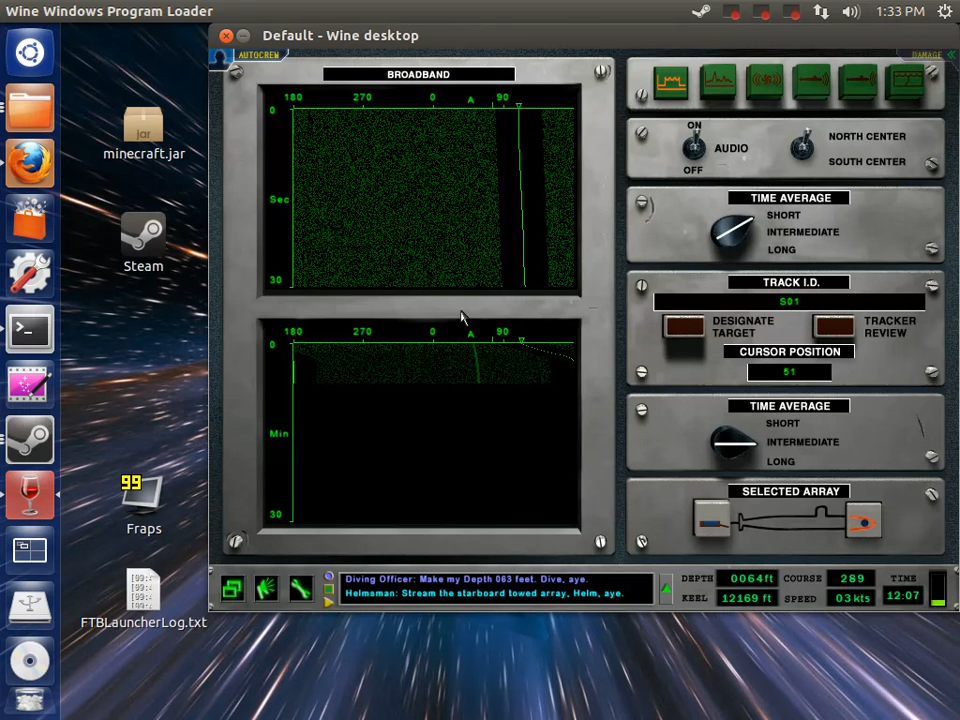 Wine Windows Program Loader
1:33 PM
Default - Wine desktop
AUTOCREW
DAMAGE
BROADBAND
180 270 0 A 90
0
Sec
30
180 270 0 A 90
0
Min
30
ON
AUDIO
OFF
NORTH CENTER
SOUTH CENTER
TIME AVERAGE
SHORT
INTERMEDIATE
LONG
TRACK I.D.
S01
DESIGNATE
TARGET
TRACKER
REVIEW
CURSOR POSITION
51
TIME AVERAGE
SHORT
INTERMEDIATE
LONG
SELECTED ARRAY
Diving Officer: Make my Depth 063 feet. Dive, aye.
Helmsman: Stream the starboard towed array, Helm, aye.
DEPTH 0064ft COURSE 289 TIME
KEEL 12169 ft SPEED 03 kts 12:07
jar
minecraft.jar
Steam
99
Fraps
[09:
[09:
[09:
[09:
FTBLauncherLog.txt